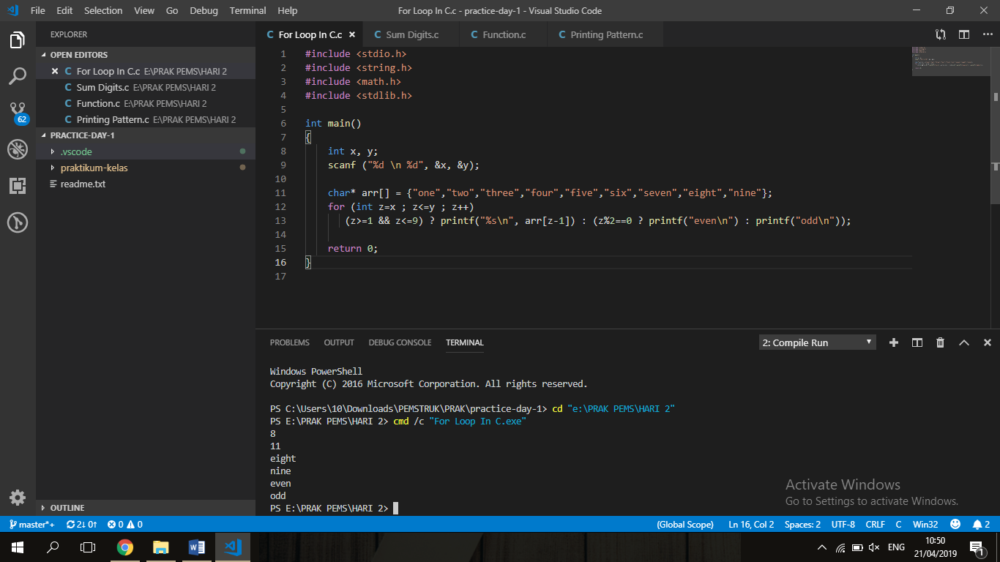 File Edit Selection View Go Debug Terminal Help
For Loop In C.c - practice-day-1 - Visual Studio Code
EXPLORER
OPEN EDITORS
C For Loop In C.c E:\PRAK PEMS\HARI 2
C Sum Digits.c E:\PRAK PEMS\HARI 2
C Function.c E:\PRAK PEMS\HARI 2
C Printing Pattern.c E:\PRAK PEMS\HARI 2
PRACTICE-DAY-1
.vscode
praktikum-kelas
readme.txt
OUTLINE
62
C For Loop In C.c C Sum Digits.c C Function.c C Printing Pattern.c
1 #include <stdio.h>
2 #include <string.h>
3 #include <math.h>
4 #include <stdlib.h>
5
6 int main()
7 {
8 int x, y;
9 scanf ("%d \n %d", &x, &y);
10
11 char* arr[] = {"one","two","three","four","five","six","seven","eight","nine"};
12 for (int z=x ; z<=y ; z++)
13 (z>=1 && z<=9) ? printf("%s\n", arr[z-1]) : (z%2==0 ? printf("even\n") : printf("odd\n"));
14
15 return 0;
16 }
17
PROBLEMS OUTPUT DEBUG CONSOLE TERMINAL
2: Compile Run
Windows PowerShell
Copyright (C) 2016 Microsoft Corporation. All rights reserved.
PS C:\Users\10\Downloads\PEMSTRUK\PRAK\practice-day-1> cd "e:\PRAK PEMS\HARI 2"
PS E:\PRAK PEMS\HARI 2> cmd /c "For Loop In C.exe"
8
11
eight
nine
even
odd
PS E:\PRAK PEMS\HARI 2>
Activate Windows
Go to Settings to activate Windows.
master*+ 2↓ 0↑ 0 0 (Global Scope) Ln 16, Col 2 Spaces: 2 UTF-8 CRLF C Win32 2
ENG
10:50
21/04/2019
1